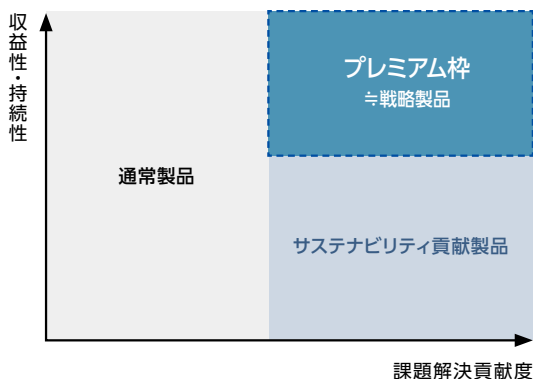 収益性・持続性
プレミアム枠
≒戦略製品
通常製品
サステナビリティ貢献製品
課題解決貢献度